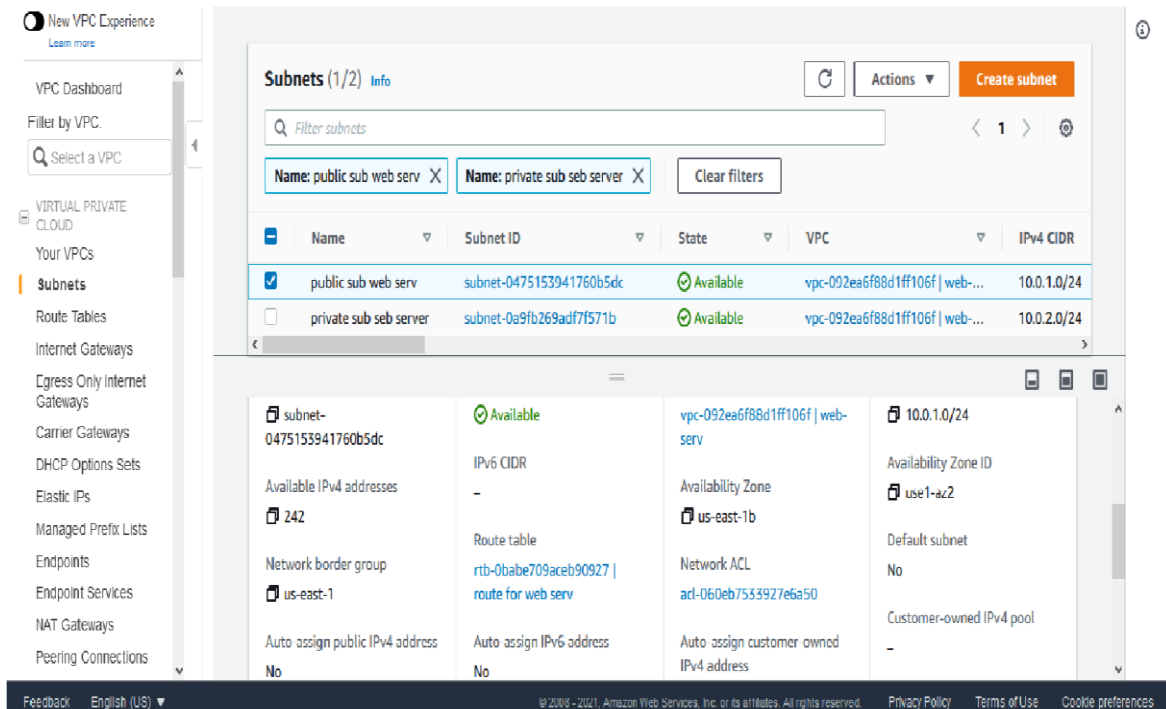 New VPC Experience
Learn more
VPC Dashboard
Filter by VPC.
Select a VPC
VIRTUAL PRIVATE
CLOUD
Your VPCs
Subnets
Route Tables
Internet Gateways
Egress Only Internet
Gateways
Carrier Gateways
DHCP Options Sets
Elastic IPs
Managed Prefix Lists
Endpoints
Endpoint Services
NAT Gateways
Peering Connections
Subnets (1/2) Info
Actions
Create subnet
Filter subnets
1
Name: public sub web serv
Name: private sub seb server
Clear filters
Name Subnet ID State VPC IPv4 CIDR
public sub web serv subnet-0475153941760b5dc Available vpc-092ea6f88d1ff106f | web-... 10.0.1.0/24
private sub seb server subnet-0a9fb269adf7f571b Available vpc-092ea6f88d1ff106f | web-... 10.0.2.0/24
subnet-
0475153941760b5dc
Available IPv4 addresses
242
Network border group
us-east-1
Auto-assign public IPv4 address
No
Available
IPv6 CIDR
–
Route table
rtb-0babe709aceb90927 |
route for web serv
Auto-assign IPv6 address
No
vpc-092ea6f88d1ff106f | web-
serv
Availability Zone
us-east-1b
Network ACL
acl-060eb7533927e6a50
Auto-assign customer-owned
IPv4 address
10.0.1.0/24
Availability Zone ID
use1-az2
Default subnet
No
Customer-owned IPv4 pool
–
Feedback English (US) © 2008 - 2021, Amazon Web Services, Inc. or its affiliates. All rights reserved. Privacy Policy Terms of Use Cookie preferences